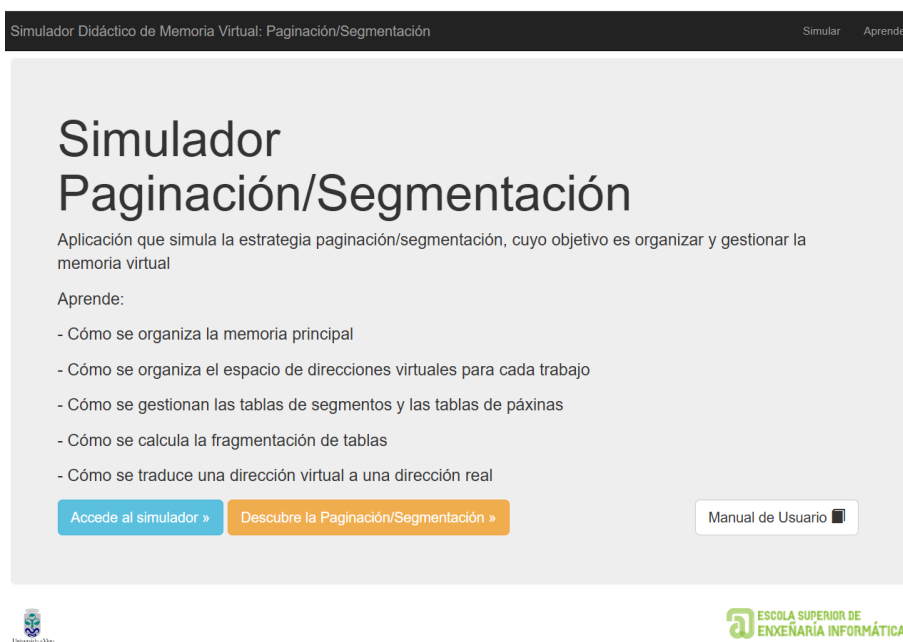 Simulador Didáctico de Memoria Virtual: Paginación/Segmentación
Simular Aprende
Simulador
Paginación/Segmentación
Aplicación que simula la estrategia paginación/segmentación, cuyo objetivo es organizar y gestionar la
memoria virtual
Aprende:
- Cómo se organiza la memoria principal
- Cómo se organiza el espacio de direcciones virtuales para cada trabajo
- Cómo se gestionan las tablas de segmentos y las tablas de páxinas
- Cómo se calcula la fragmentación de tablas
- Cómo se traduce una dirección virtual a una dirección real
Accede al simulador »
Descubre la Paginación/Segmentación »
Manual de Usuario
ESCOLA SUPERIOR DE
ENXEÑARÍA INFORMÁTICA